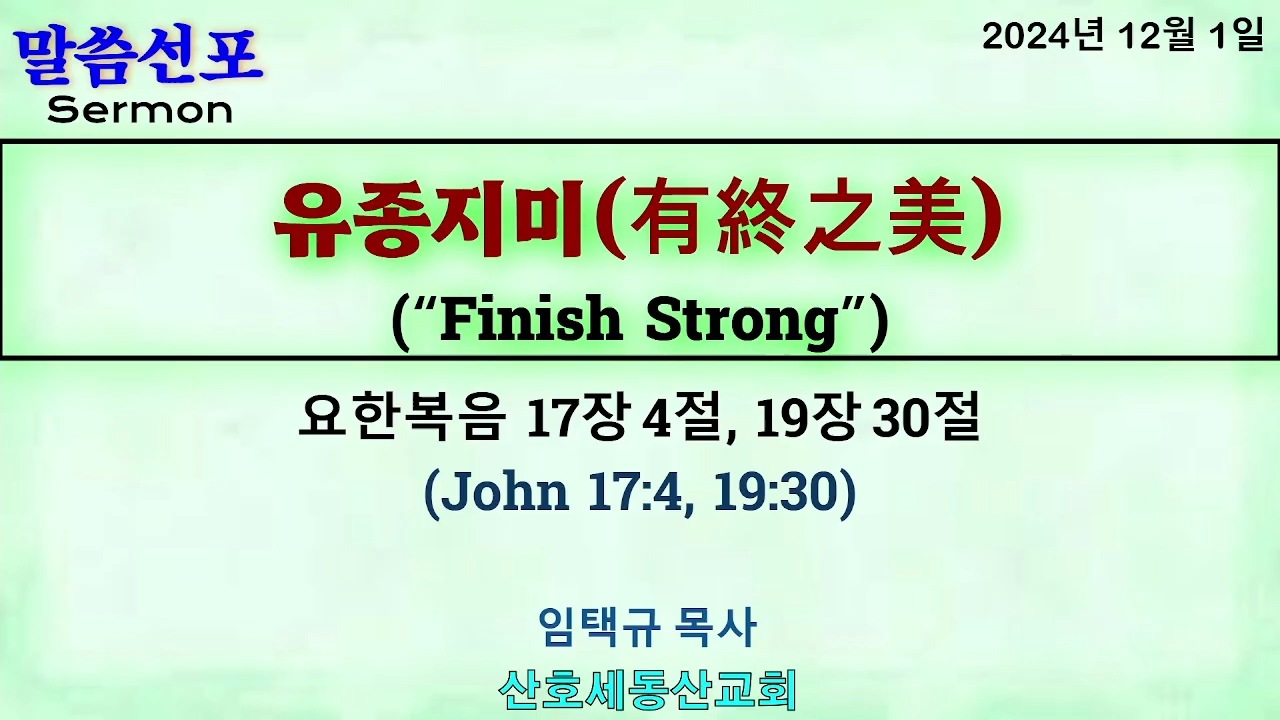 말씀선포
Sermon
2024년 12월 1일
유종지미(有終之美)
(“Finish Strong”)
요한복음 17장 4절, 19장 30절
(John 17:4, 19:30)
임택규 목사
산호세동산교회